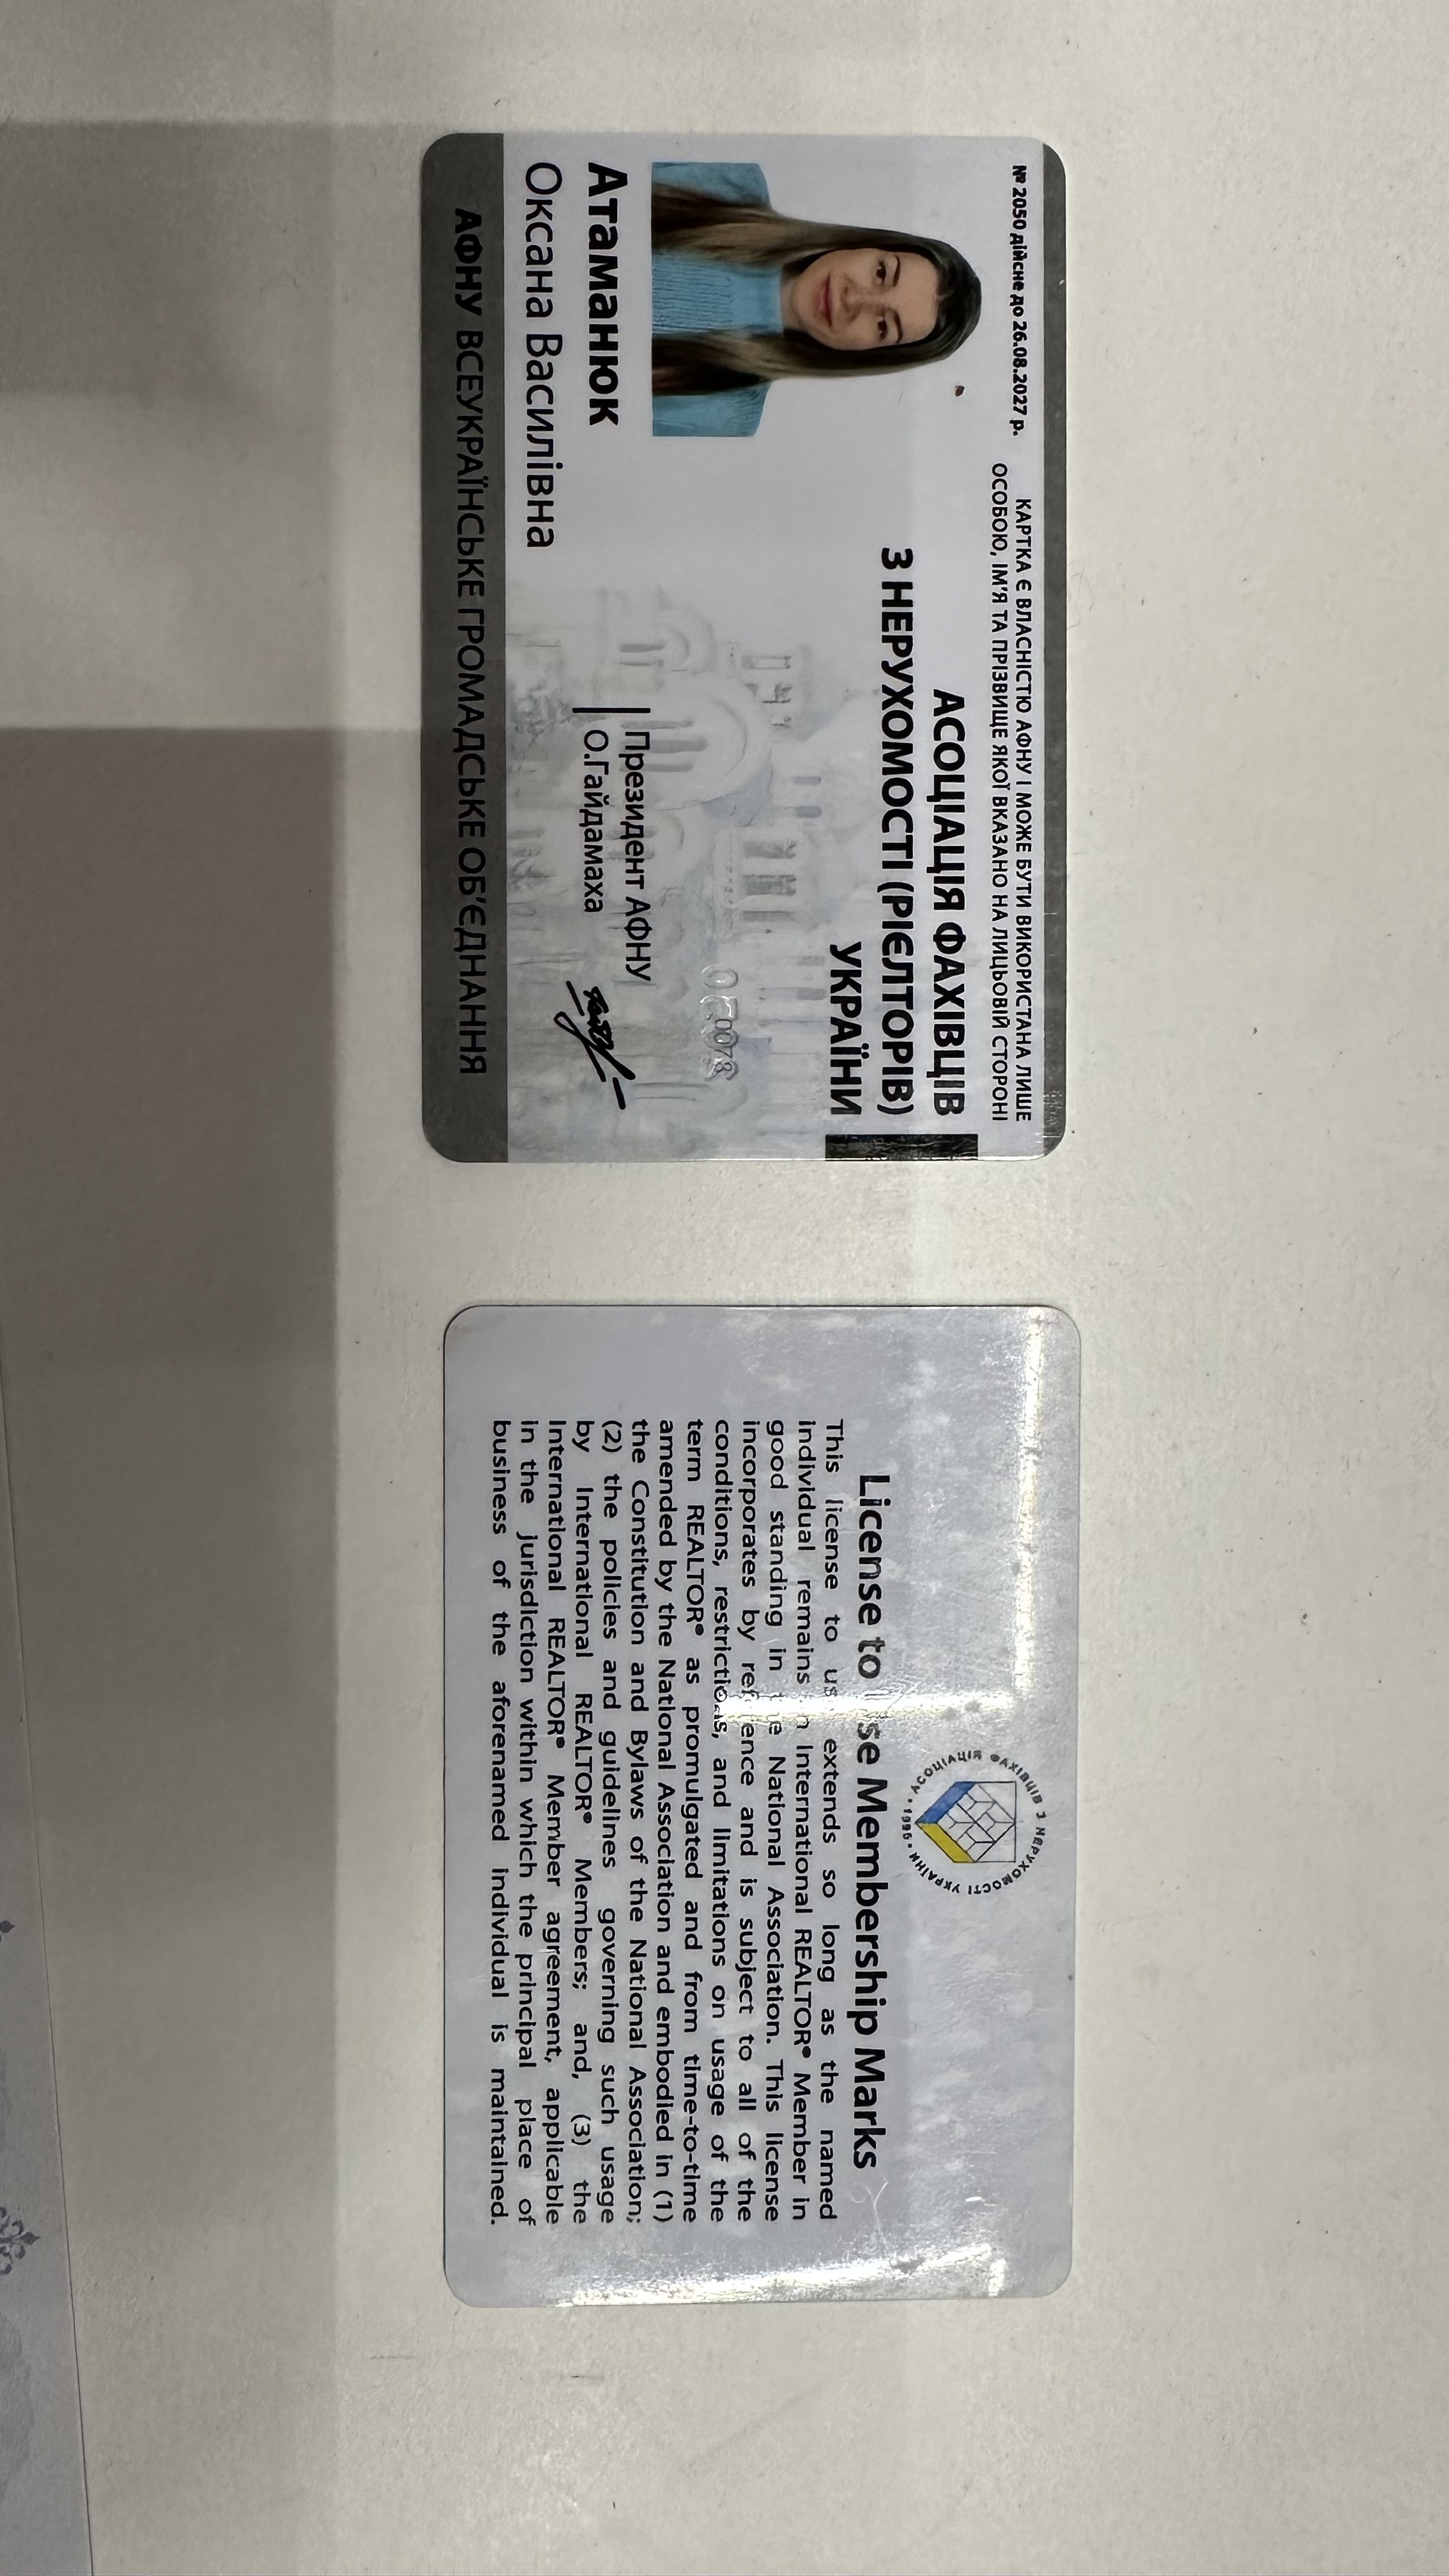 № 2050 дійсне до 26.08.2027 р.
КАРТКА Є ВЛАСНІСТЮ АФНУ І МОЖЕ БУТИ ВИКОРИСТАНА ЛИШЕ
ОСОБОЮ, ІМ'Я ТА ПРІЗВИЩЕ ЯКОЇ ВКАЗАНО НА ЛИЦЬОВІЙ СТОРОНІ
АСОЦІАЦІЯ ФАХІВЦІВ
З НЕРУХОМОСТІ (РІЄЛТОРІВ)
УКРАЇНИ
Атаманюк
Оксана Василівна
Президент АФНУ
О.Гайдамаха
АФНУ ВСЕУКРАЇНСЬКЕ ГРОМАДСЬКЕ ОБ'ЄДНАННЯ
АСОЦІАЦІЯ ФАХІВЦІВ З НЕРУХОМОСТІ УКРАЇНИ • 1995 •
License to Use Membership Marks
This license to use extends so long as the named
individual remains an International REALTOR® Member in
good standing in the National Association. This license
incorporates by reference and is subject to all of the
conditions, restrictions, and limitations on usage of the
term REALTOR® as promulgated and from time-to-time
amended by the National Association and embodied in (1)
the Constitution and Bylaws of the National Association;
(2) the policies and guidelines governing such usage
by International REALTOR® Members; and, (3) the
International REALTOR® Member agreement, applicable
in the jurisdiction within which the principal place of
business of the aforenamed individual is maintained.